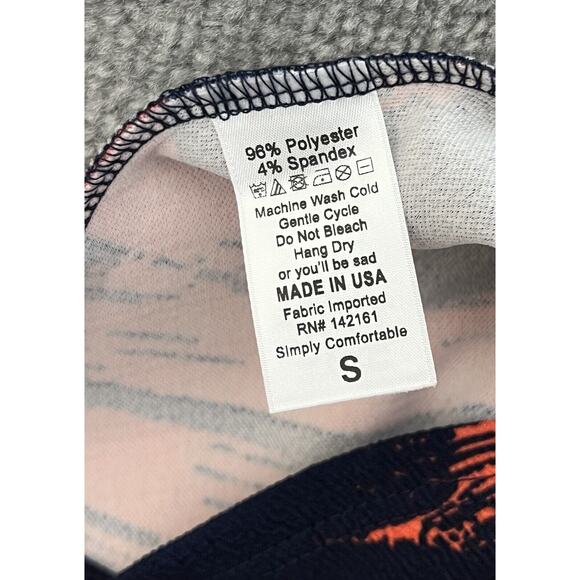 96% Polyester
4% Spandex
Machine Wash Cold
Gentle Cycle
Do Not Bleach
Hang Dry
or you'll be sad
MADE IN USA
Fabric Imported
RN# 142161
Simply Comfortable
S